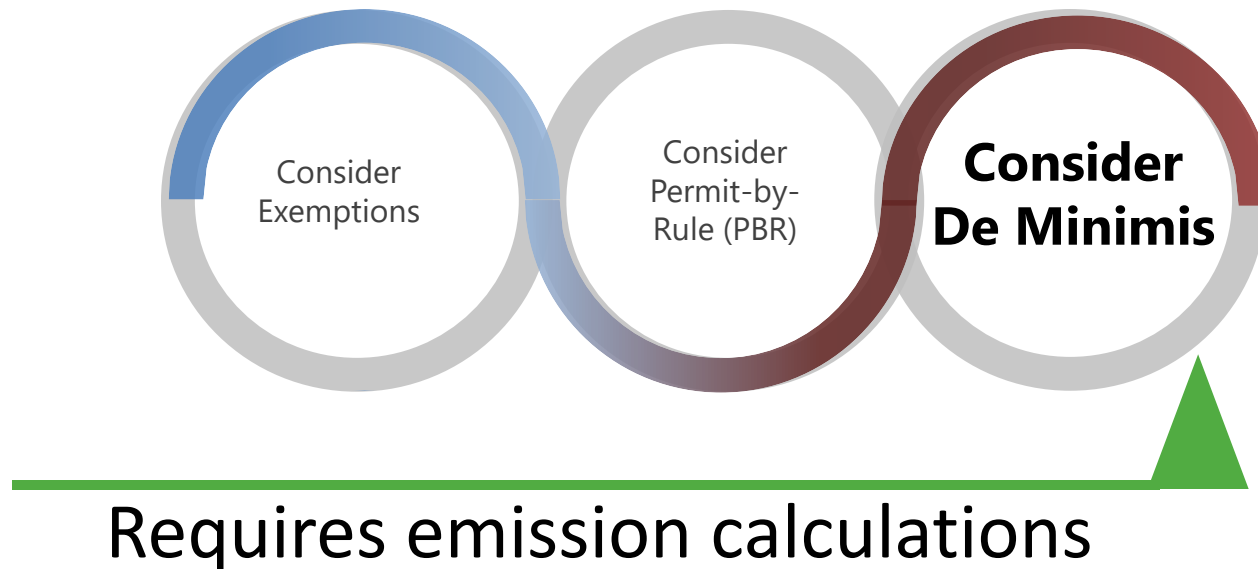 Consider
Exemptions
Consider
Permit-by-
Rule (PBR)
Consider
De Minimis
Requires emission calculations